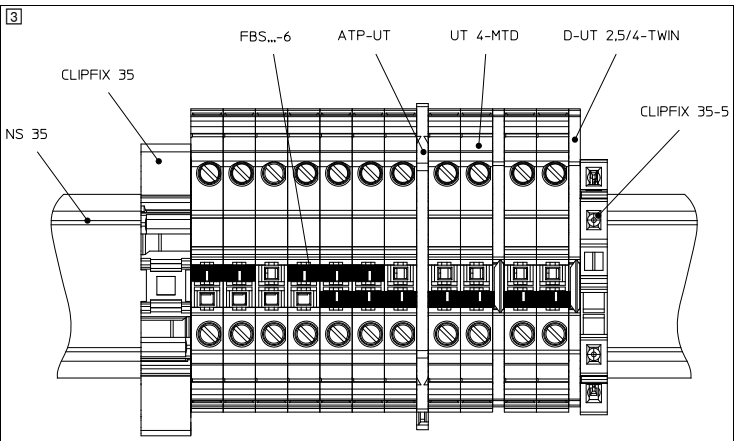 3
FBS...-6
ATP-UT
UT 4-MTD
D-UT 2,5/4-TWIN
CLIPFIX 35
CLIPFIX 35-5
NS 35